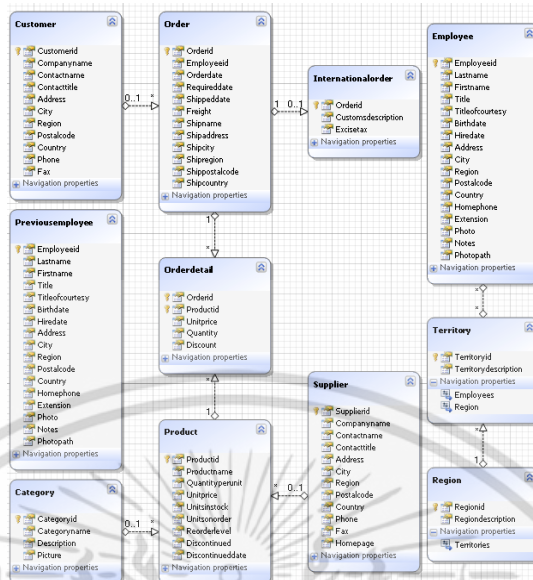 Customer
Customerid
Companyname
Contactname
Contacttitle
Address
City
Region
Postalcode
Country
Phone
Fax
Navigation properties
0..1
*
Order
Orderid
Employeeid
Orderdate
Requireddate
Shippeddate
Freight
Shipname
Shipaddress
Shipcity
Shipregion
Shippostalcode
Shipcountry
Navigation properties
1
0..1
Internationalorder
Orderid
Customsdescription
Excisetax
Navigation properties
Employee
Employeeid
Lastname
Firstname
Title
Titleofcourtesy
Birthdate
Hiredate
Address
City
Region
Postalcode
Country
Homephone
Extension
Photo
Notes
Photopath
Navigation properties
*
*
Previousemployee
Employeeid
Lastname
Firstname
Title
Titleofcourtesy
Birthdate
Hiredate
Address
City
Region
Postalcode
Country
Homephone
Extension
Photo
Notes
Photopath
Navigation properties
1
*
Orderdetail
Orderid
Productid
Unitprice
Quantity
Discount
Navigation properties
*
1
Territory
Territoryid
Territorydescription
Navigation properties
Employees
Region
*
1
Supplier
Supplierid
Companyname
Contactname
Contacttitle
Address
City
Region
Postalcode
Country
Phone
Fax
Homepage
Navigation properties
* 0..1
Product
Productid
Productname
Quantityperunit
Unitprice
Unitsinstock
Unitsonorder
Reorderlevel
Discontinued
Discontinueddate
Navigation properties
Category
Categoryid
Categoryname
Description
Picture
Navigation properties
0..1 *
Region
Regionid
Regiondescription
Navigation properties
Territories